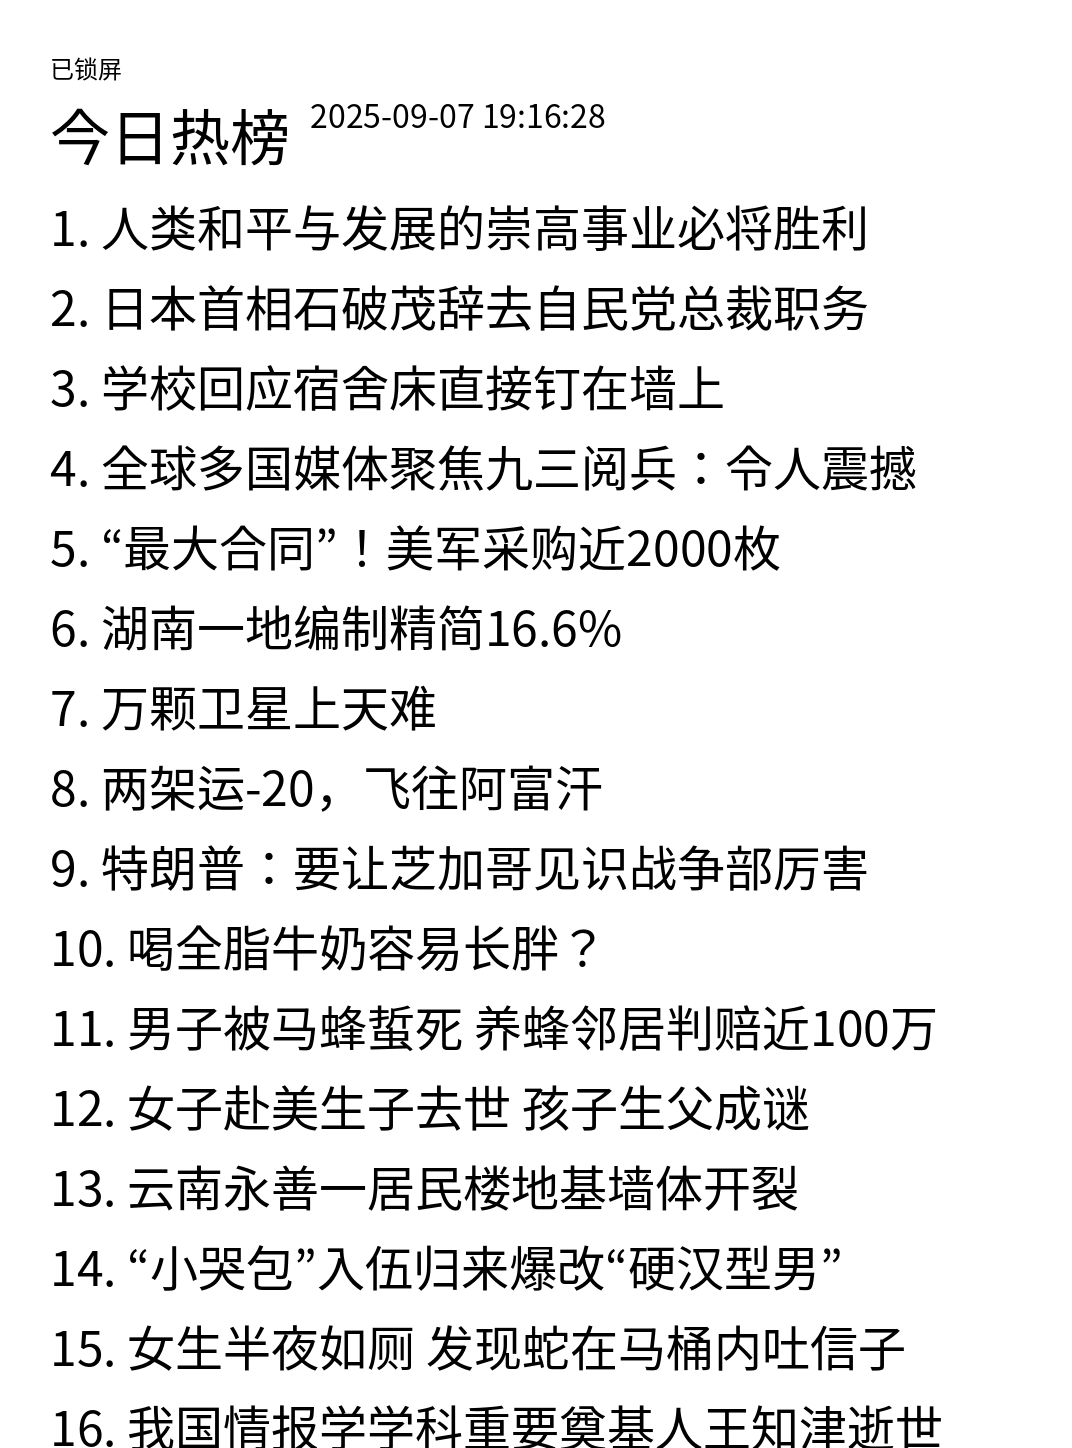 已锁屏
今日热榜 2025-09-07 19:16:28
1. 人类和平与发展的崇高事业必将胜利
2. 日本首相石破茂辞去自民党总裁职务
3. 学校回应宿舍床直接钉在墙上
4. 全球多国媒体聚焦九三阅兵：令人震撼
5. “最大合同”！美军采购近2000枚
6. 湖南一地编制精简16.6%
7. 万颗卫星上天难
8. 两架运-20，飞往阿富汗
9. 特朗普：要让芝加哥见识战争部厉害
10. 喝全脂牛奶容易长胖？
11. 男子被马蜂蜇死 养蜂邻居判赔近100万
12. 女子赴美生子去世 孩子生父成谜
13. 云南永善一居民楼地基墙体开裂
14. “小哭包”入伍归来爆改“硬汉型男”
15. 女生半夜如厕 发现蛇在马桶内吐信子
16. 我国情报学学科重要奠基人王知津逝世